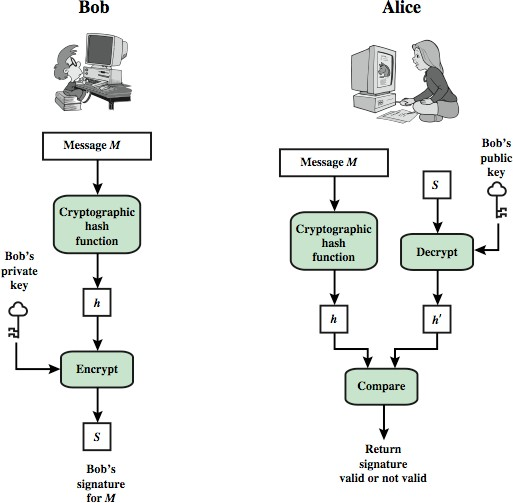 Bob
Message M
Cryptographic
hash
function
Bob's
private
key
h
Encrypt
S
Bob's
signature
for M
Alice
Message M
Bob's
public
key
S
Cryptographic
hash
function
Decrypt
h
h'
Compare
Return
signature
valid or not valid